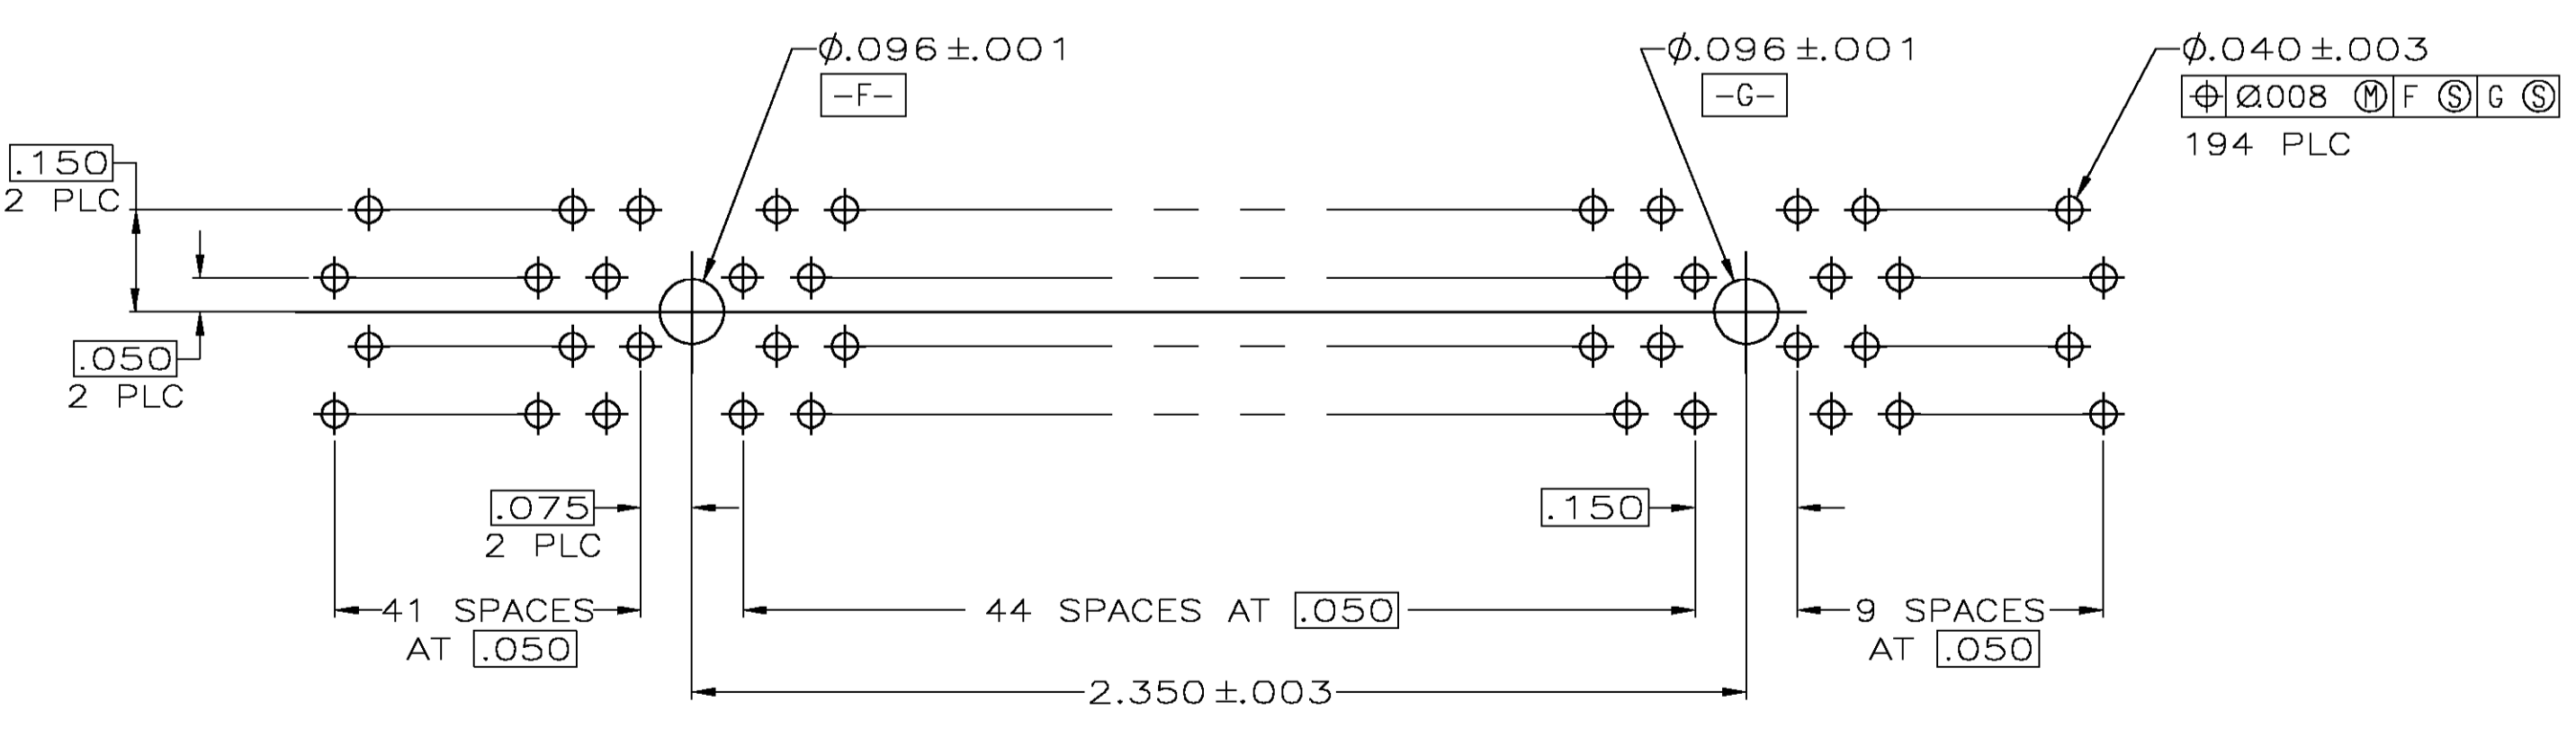 ⌀.096±.001
-F-
⌀.096±.001
-G-
⌀.040±.003
⌖ ⌀.008 Ⓜ F Ⓢ G Ⓢ
194 PLC
.150
2 PLC
.050
2 PLC
.075
2 PLC
.150
41 SPACES
AT .050
44 SPACES AT .050
9 SPACES
AT .050
2.350±.003